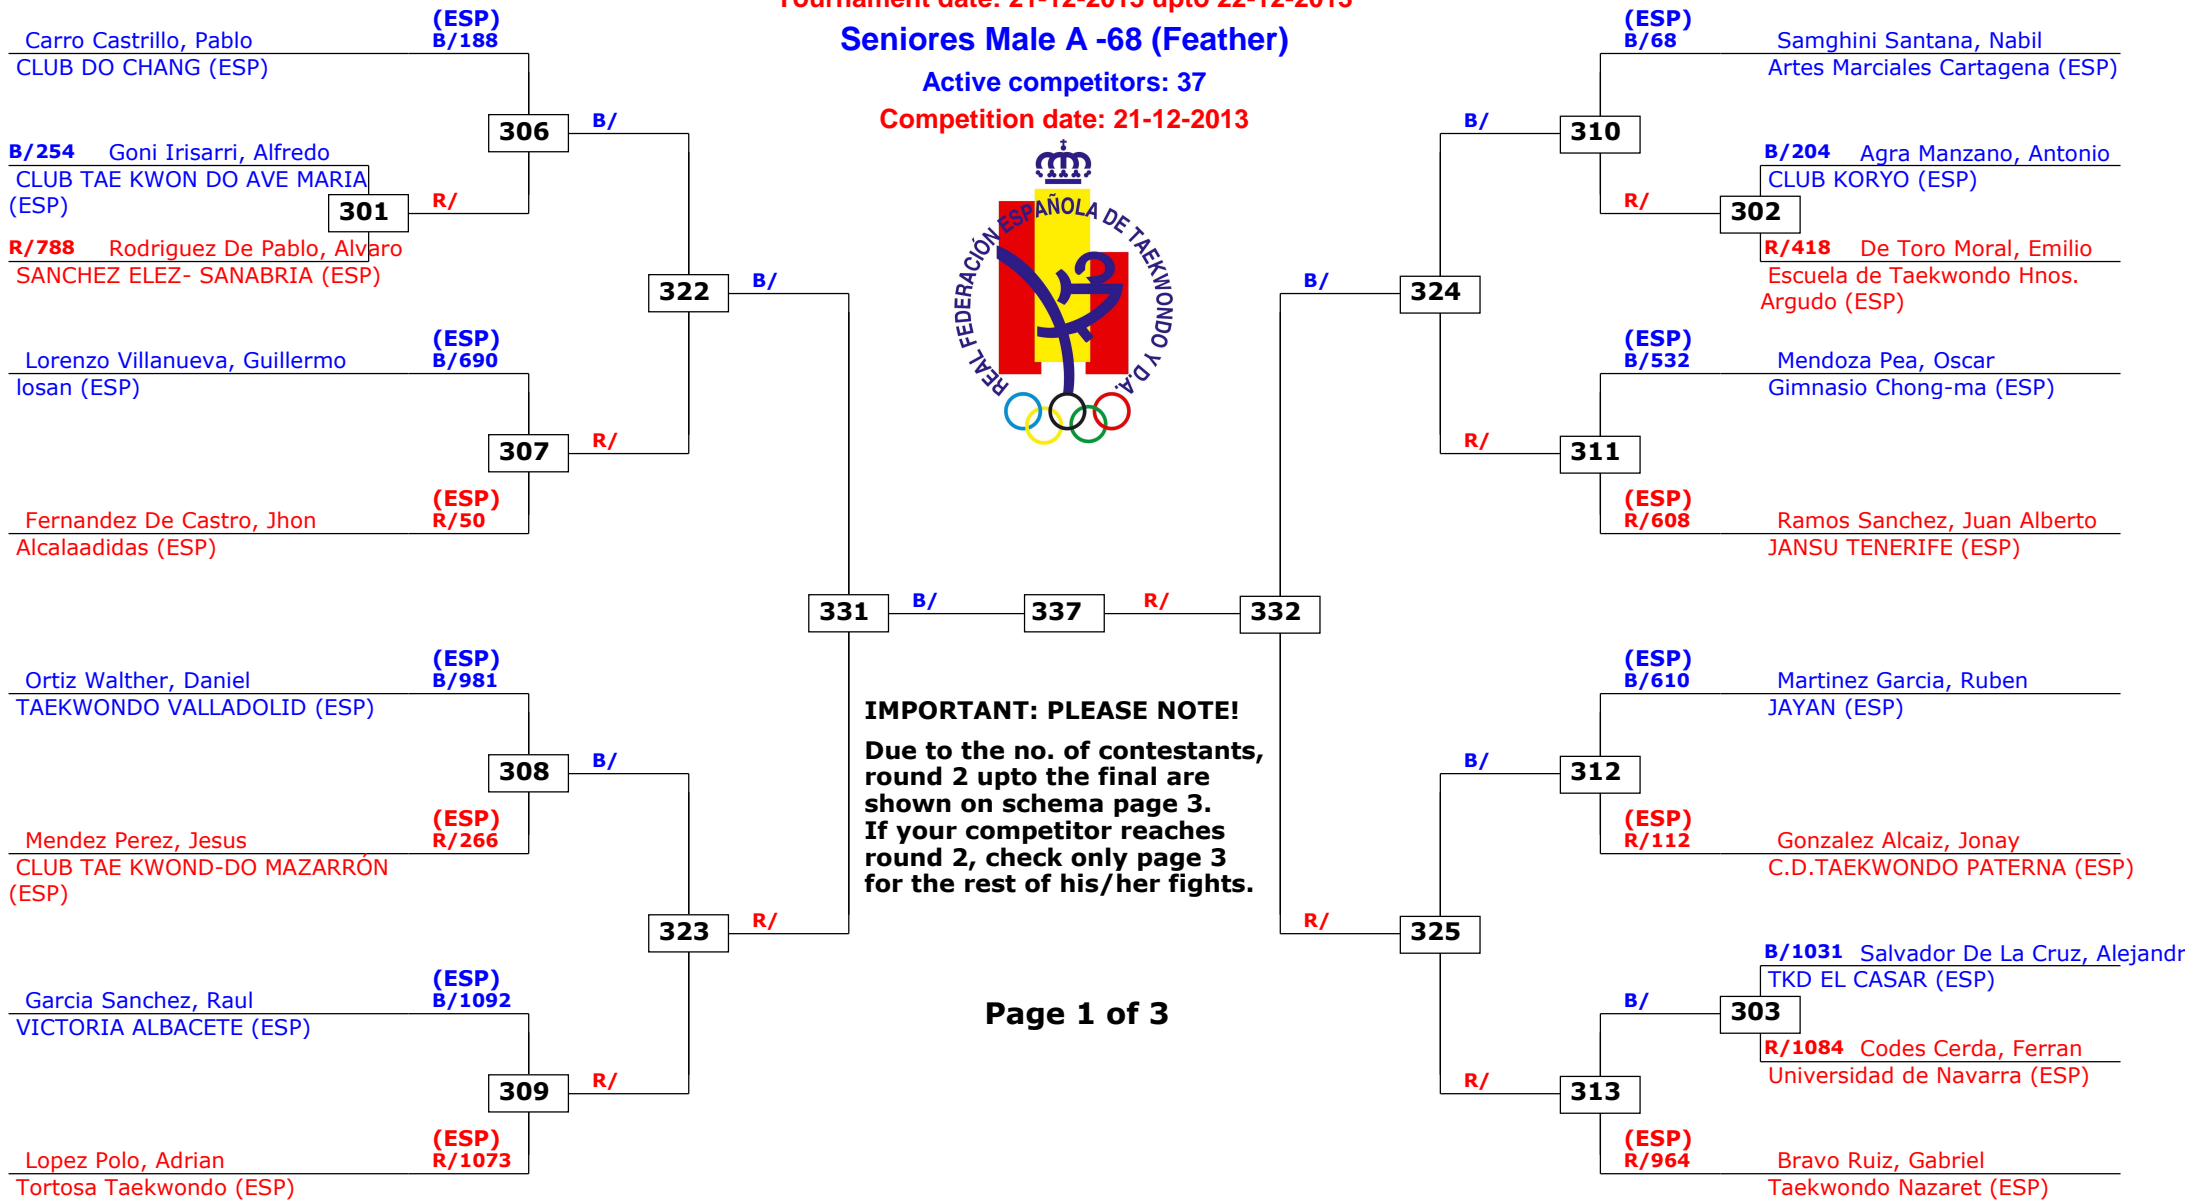 Tournament date: 21-12-2013 upto 22-12-2013
Seniores Male A -68 (Feather)
Active competitors: 37
Competition date: 21-12-2013
REAL FEDERACIÓN ESPAÑOLA DE TAEKWONDO Y D.A.
(ESP)
Carro Castrillo, Pablo B/188
CLUB DO CHANG (ESP)
306 B/
B/254 Goni Irisarri, Alfredo
CLUB TAE KWON DO AVE MARIA
(ESP)
301 R/
R/788 Rodriguez De Pablo, Alvaro
SANCHEZ ELEZ- SANABRIA (ESP)
322 B/
(ESP)
Lorenzo Villanueva, Guillermo B/690
losan (ESP)
307 R/
(ESP)
Fernandez De Castro, Jhon R/50
Alcalaadidas (ESP)
331 B/ 337 R/ 332
(ESP)
Ortiz Walther, Daniel B/981
TAEKWONDO VALLADOLID (ESP)
308 B/
(ESP)
Mendez Perez, Jesus R/266
CLUB TAE KWOND-DO MAZARRÓN
(ESP)
323 R/
(ESP)
Garcia Sanchez, Raul B/1092
VICTORIA ALBACETE (ESP)
309 R/
(ESP)
Lopez Polo, Adrian R/1073
Tortosa Taekwondo (ESP)
IMPORTANT: PLEASE NOTE!
Due to the no. of contestants,
round 2 upto the final are
shown on schema page 3.
If your competitor reaches
round 2, check only page 3
for the rest of his/her fights.
Page 1 of 3
(ESP)
B/68 Samghini Santana, Nabil
Artes Marciales Cartagena (ESP)
B/ 310
B/204 Agra Manzano, Antonio
CLUB KORYO (ESP)
R/ 302
R/418 De Toro Moral, Emilio
Escuela de Taekwondo Hnos.
Argudo (ESP)
B/ 324
(ESP)
B/532 Mendoza Pea, Oscar
Gimnasio Chong-ma (ESP)
R/ 311
(ESP)
R/608 Ramos Sanchez, Juan Alberto
JANSU TENERIFE (ESP)
(ESP)
B/610 Martinez Garcia, Ruben
JAYAN (ESP)
B/ 312
(ESP)
R/112 Gonzalez Alcaiz, Jonay
C.D.TAEKWONDO PATERNA (ESP)
R/ 325
B/1031 Salvador De La Cruz, Alejandr
TKD EL CASAR (ESP)
B/ 303
R/1084 Codes Cerda, Ferran
Universidad de Navarra (ESP)
R/ 313
(ESP)
R/964 Bravo Ruiz, Gabriel
Taekwondo Nazaret (ESP)